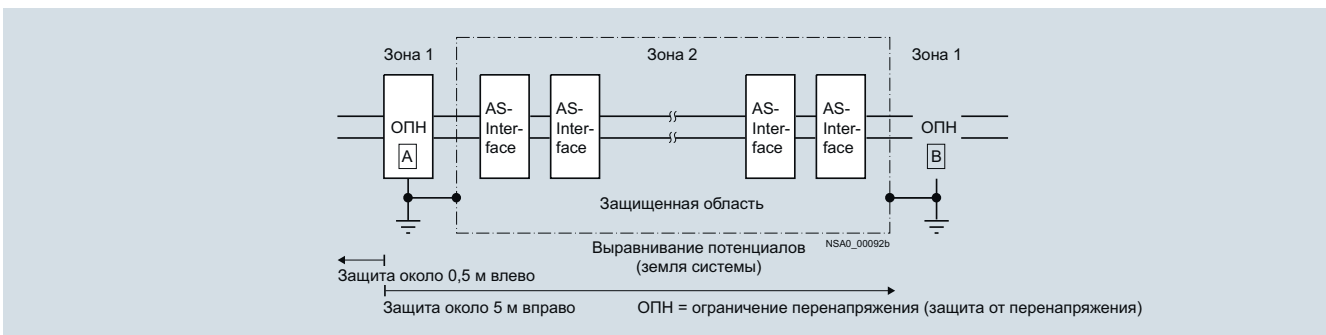 Зона 1
Зона 2
Зона 1
ОПН
A
AS-
Inter-
face
AS-
Inter-
face
AS-
Inter-
face
AS-
Inter-
face
ОПН
B
Защищенная область
Выравнивание потенциалов
(земля системы)
NSA0_00092b
Защита около 0,5 м влево
Защита около 5 м вправо
ОПН = ограничение перенапряжения (защита от перенапряжения)